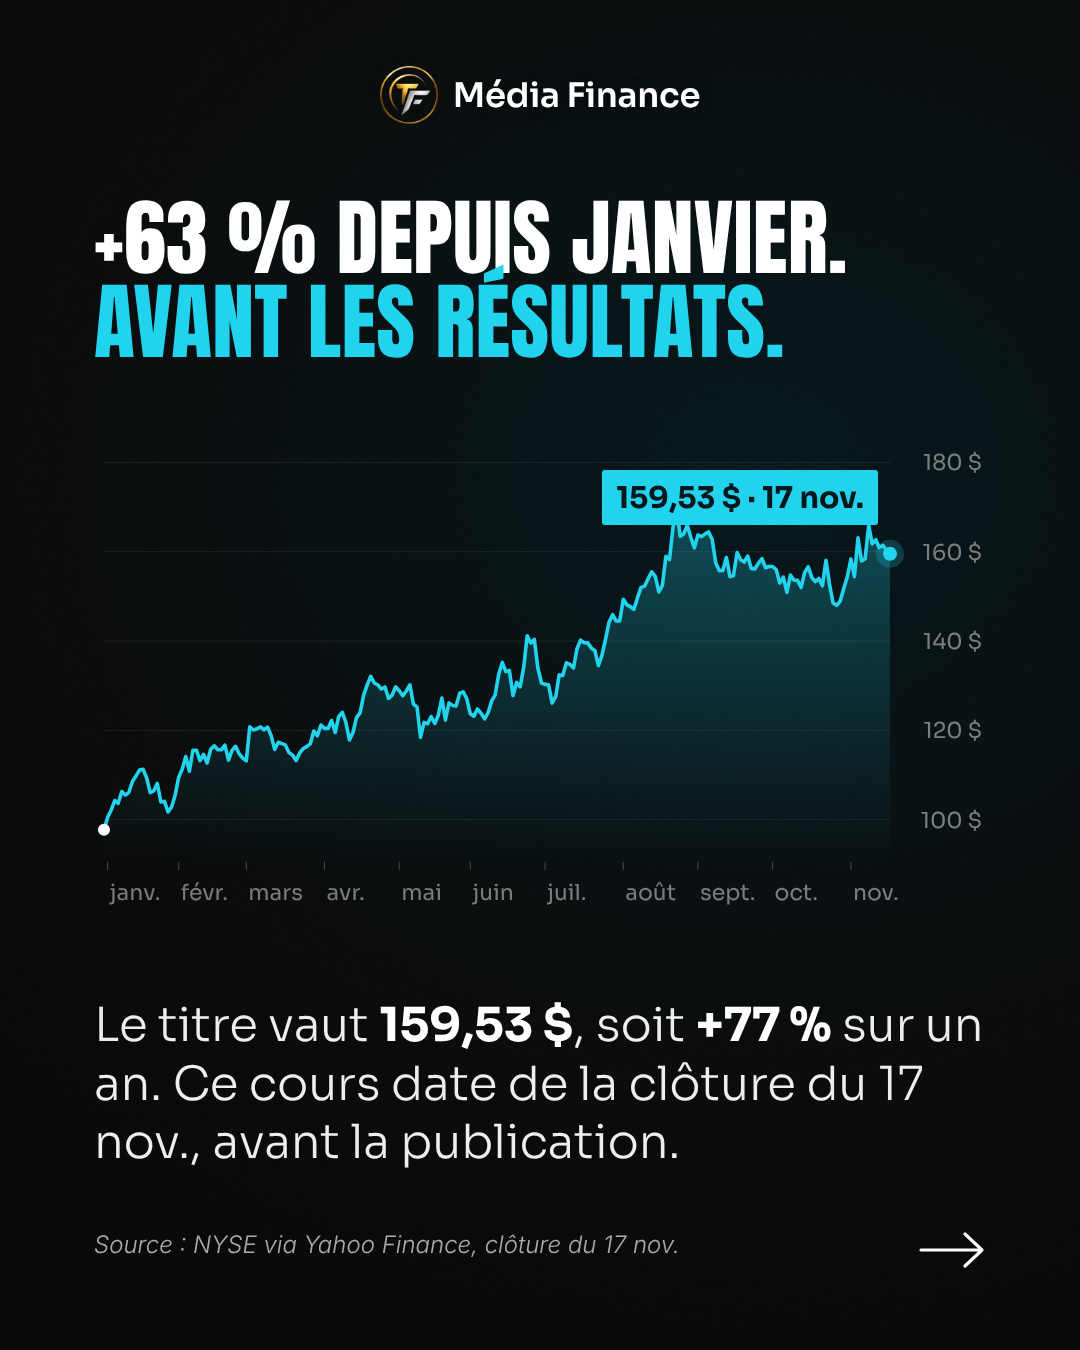 TF Média Finance
+63 % DEPUIS JANVIER.
AVANT LES RÉSULTATS.
180 $
159,53 $ · 17 nov.
160 $
140 $
120 $
100 $
janv. févr. mars avr. mai juin juil. août sept. oct. nov.
Le titre vaut 159,53 $, soit +77 % sur un
an. Ce cours date de la clôture du 17
nov., avant la publication.
Source : NYSE via Yahoo Finance, clôture du 17 nov.